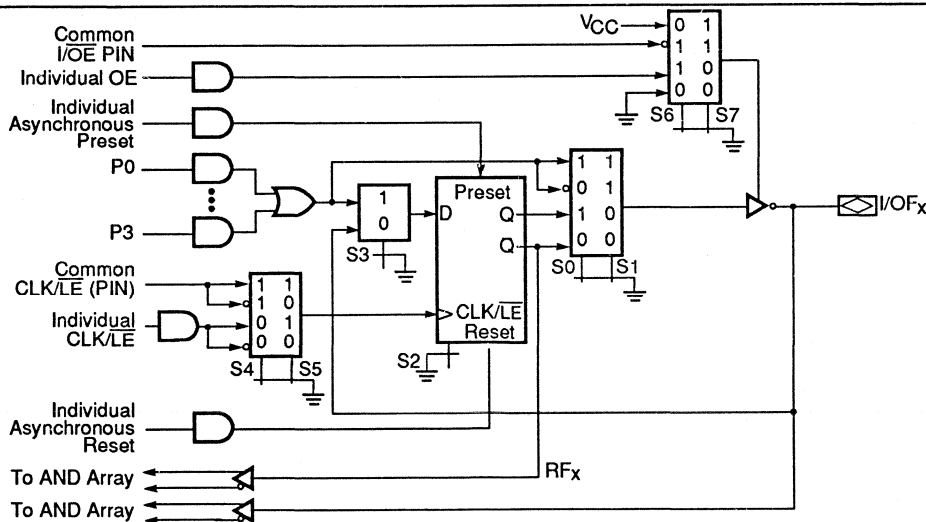 Common
I/OE PIN
Individual OE
Individual
Asynchronous
Preset
P0
P3
Common
CLK/LE (PIN)
Individual
CLK/LE
Individual
Asynchronous
Reset
To AND Array
To AND Array
VCC
0 1
1 1
1 0
0 0
S6 S7
1
0
S3
Preset
D
Q
Q
CLK/LE
Reset
S2
1 1
0 1
1 0
0 0
S0 S1
1 1
1 0
0 1
0 0
S4 S5
I/OFx
RFx